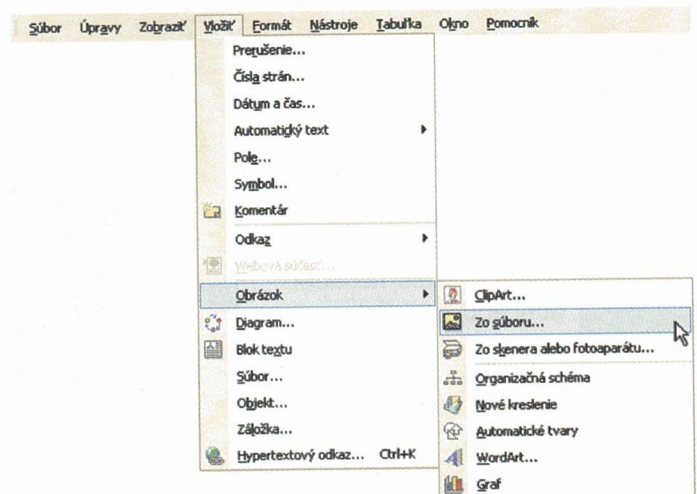 Súbor Úpravy Zobraziť Vložiť Formát Nástroje Tabuľka Okno Pomocník
Prerušenie...
Čísla strán...
Dátum a čas...
Automatický text
Pole...
Symbol...
Komentár
Odkaz
Webová súčasť...
Obrázok
Diagram...
Blok textu
Súbor...
Objekt...
Záložka...
Hypertextový odkaz... Ctrl+K
ClipArt...
Zo súboru...
Zo skenera alebo fotoaparátu...
Organizačná schéma
Nové kreslenie
Automatické tvary
WordArt...
Graf